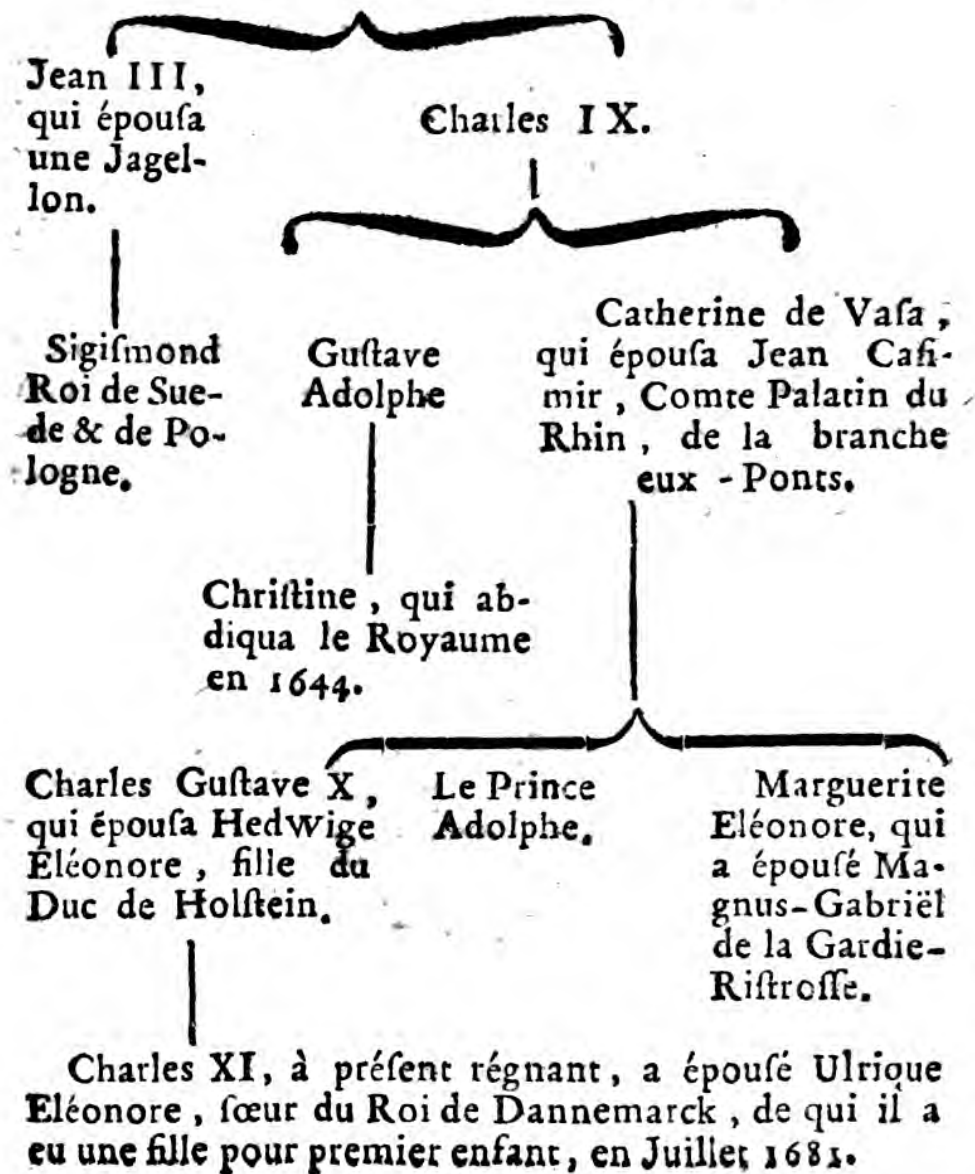 Jean III,
qui épouſa
une Jagel-
lon.
Charles IX.
Sigiſmond
Roi de Sue-
de & de Po-
logne.
Guſtave
Adolphe
Catherine de Vaſa,
qui épouſa Jean Caſi-
mir, Comte Palatin du
Rhin, de la branche
eux-Ponts.
Chriſtine, qui ab-
diqua le Royaume
en 1644.
Charles Guſtave X,
qui épouſa Hedwige
Eléonore, fille du
Duc de Holſtein.
Le Prince
Adolphe.
Marguerite
Eléonore, qui
a épouſé Ma-
gnus-Gabriël
de la Gardie-
Riſtroſſe.
Charles XI, à préſent régnant, a épouſé Ulrique
Eléonore, ſœur du Roi de Dannemarck, de qui il a
eu une fille pour premier enfant, en Juillet 1681.